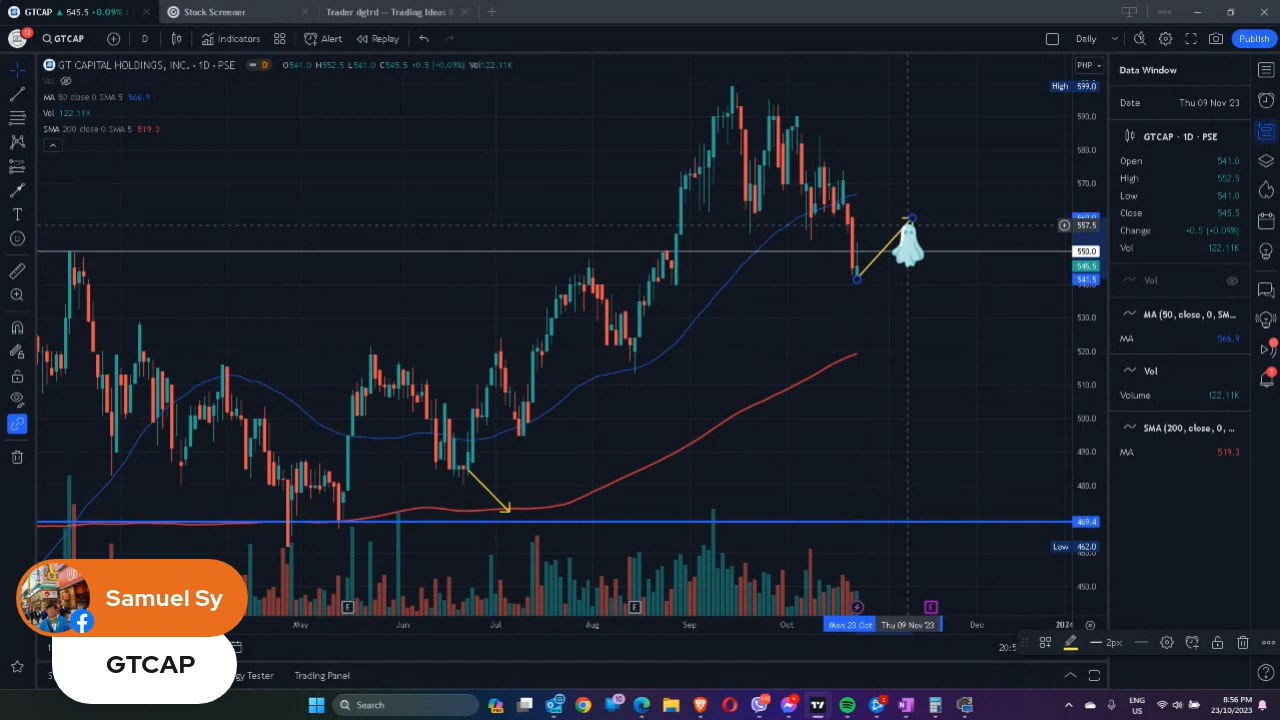 GTCAP ▲ 545.5 +0.09% /
Stock Screener
Trader dgtrd — Trading Ideas &
12
GTCAP
D
Indicators
Alert
Replay
Daily
Publish
GT CAPITAL HOLDINGS, INC. · 1D · PSE
D
O541.0 H552.5 L541.0 C545.5 +0.5 (+0.09%) Vol122.11K
Vol
MA 50 close 0 SMA 5 566.9
Vol 122.11K
SMA 200 close 0 SMA 5 519.3
PHP
High 599.0
590.0
580.0
570.0
557.5
550.0
545.5
541.5
530.0
520.0
510.0
500.0
490.0
480.0
469.4
Low 462.0
450.0
E
E
E
May
Jun
Jul
Aug
Sep
Oct
Mon 23 Oct
Thu 09 Nov '23
Dec
2024
Data Window
Date Thu 09 Nov '23
GTCAP · 1D · PSE
Open 541.0
High 552.5
Low 541.0
Close 545.5
Change +0.5 (+0.09%)
Vol 122.11K
Vol
MA (50, close, 0, SM...
MA 566.9
Vol
Volume 122.11K
SMA (200, close, 0, ...
MA 519.3
20:5
2px
Samuel Sy
GTCAP
gy Tester
Trading Panel
Search
ENG
US
8:56 PM
23/10/2023